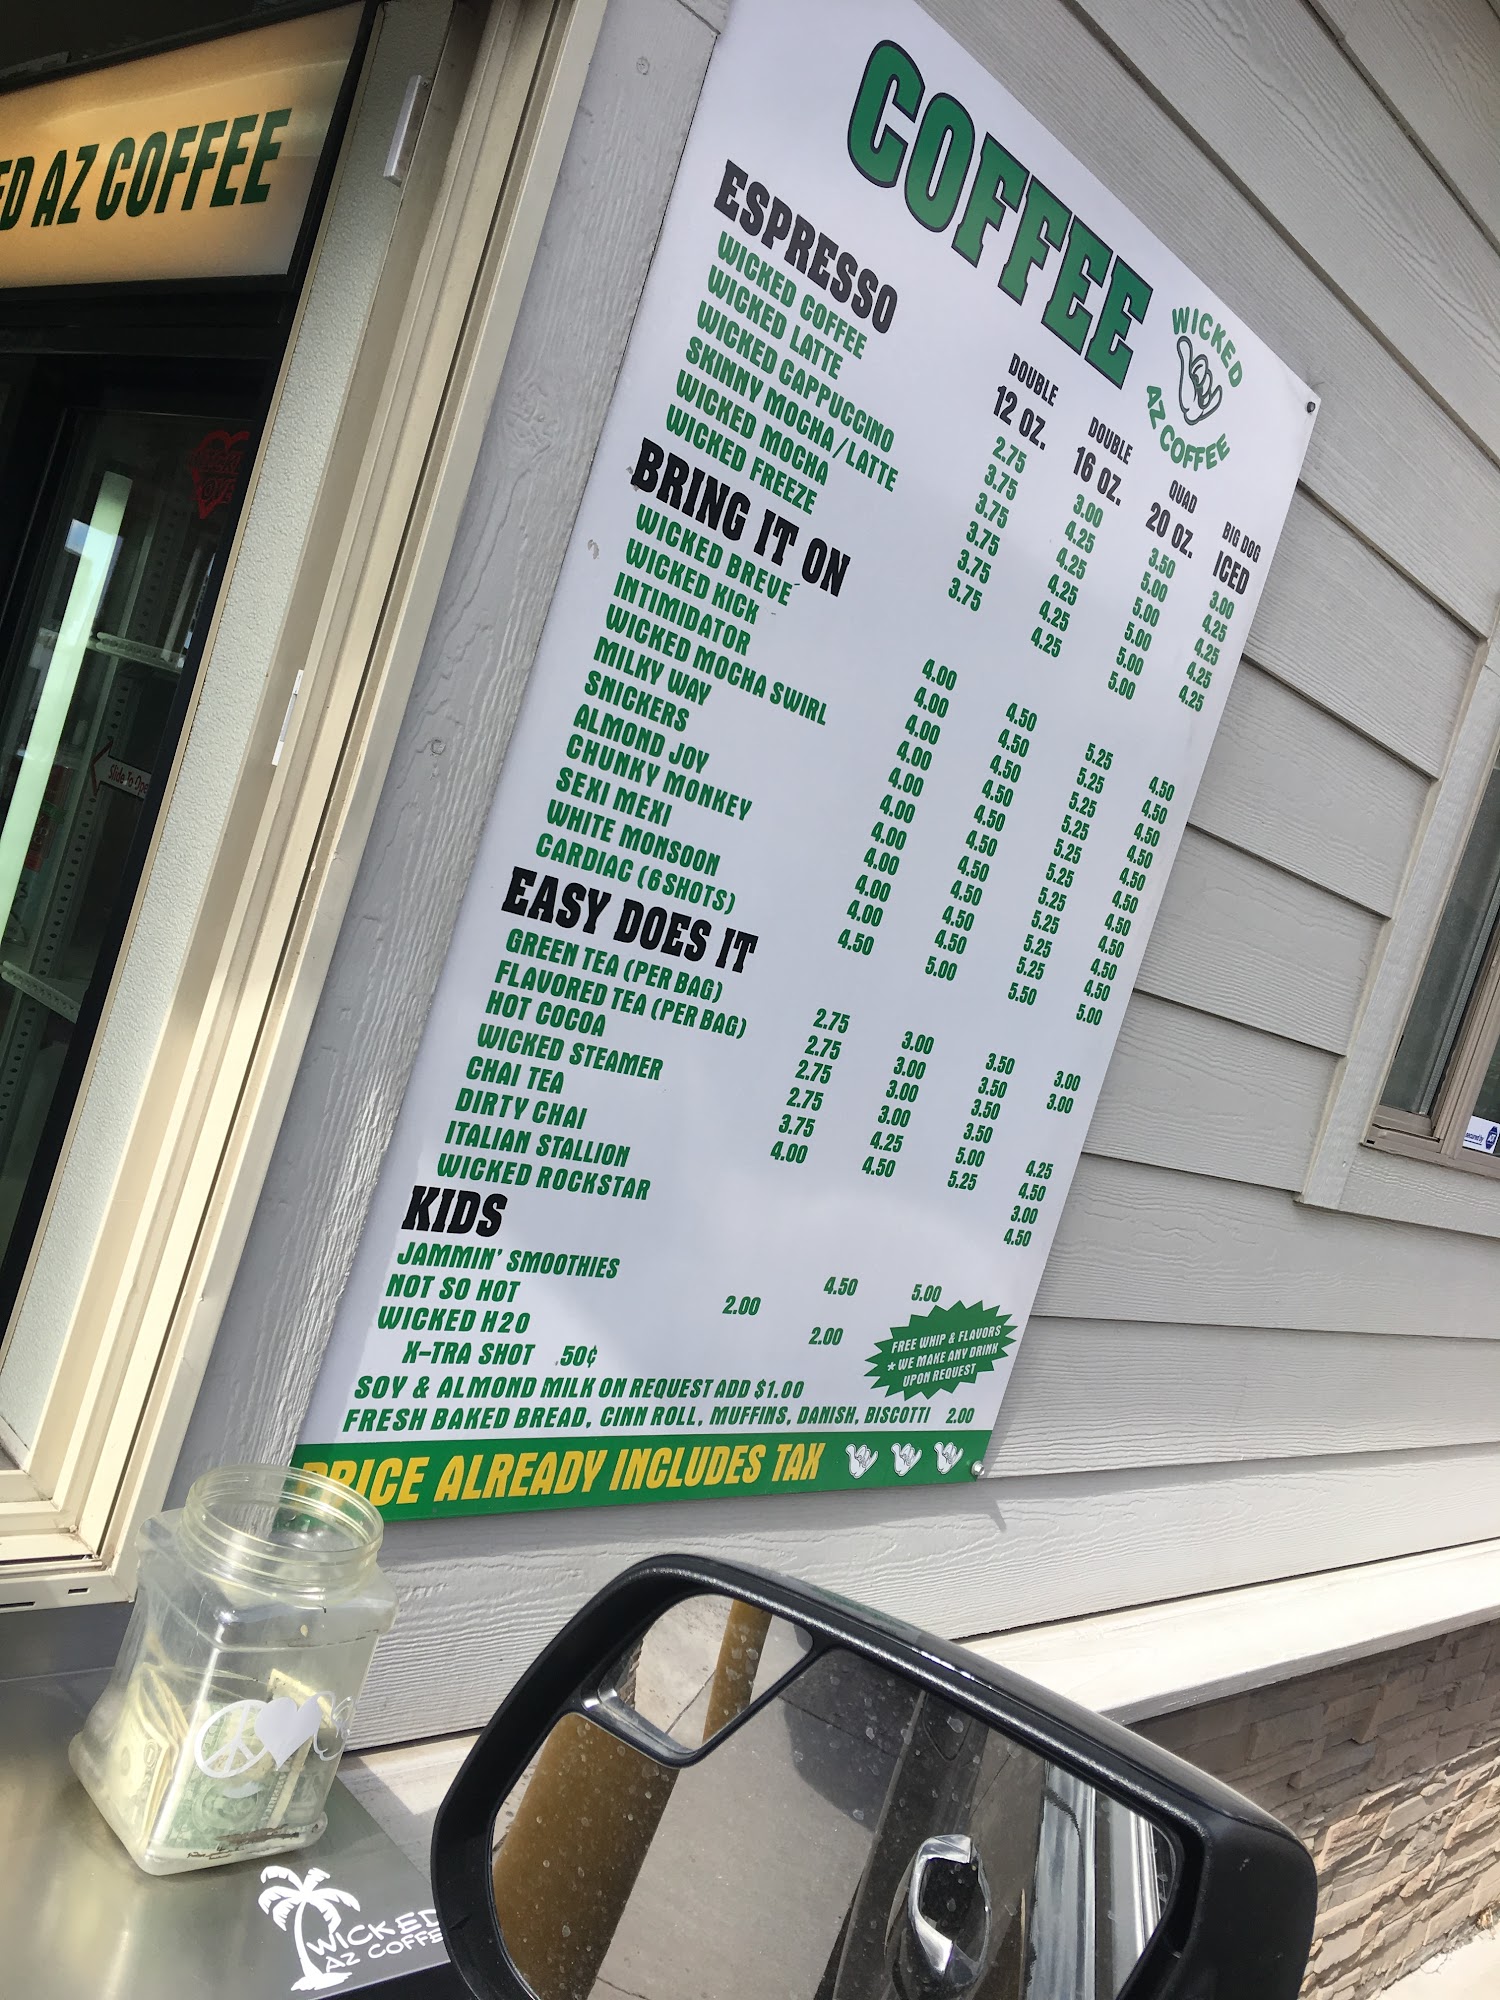 ED AZ COFFEE
COFFEE
WICKED
AZ COFFEE
DOUBLE DOUBLE QUAD BIG DOG
ESPRESSO 12 OZ. 16 OZ. 20 OZ. ICED
WICKED COFFEE 2.75 3.00 3.50 3.00
WICKED LATTE 3.75 4.25 5.00 4.25
WICKED CAPPUCCINO 3.75 4.25 5.00 4.25
SKINNY MOCHA/LATTE 3.75 4.25 5.00 4.25
WICKED MOCHA 3.75 4.25 5.00 4.25
WICKED FREEZE 3.75 4.25 5.00
BRING IT ON
WICKED BREVE 4.00 4.50 5.25 4.50
WICKED KICK 4.00 4.50 5.25 4.50
INTIMIDATOR 4.00 4.50 5.25 4.50
WICKED MOCHA SWIRL 4.00 4.50 5.25 4.50
MILKY WAY 4.00 4.50 5.25 4.50
SNICKERS 4.00 4.50 5.25 4.50
ALMOND JOY 4.00 4.50 5.25 4.50
CHUNKY MONKEY 4.00 4.50 5.25 4.50
SEXI MEXI 4.00 4.50 5.25 4.50
WHITE MONSOON 4.00 4.50 5.25 4.50
CARDIAC (6SHOTS) 4.50 5.00 5.50 5.00
EASY DOES IT
GREEN TEA (PER BAG) 2.75 3.00 3.50 3.00
FLAVORED TEA (PER BAG) 2.75 3.00 3.50 3.00
HOT COCOA 2.75 3.00 3.50
WICKED STEAMER 2.75 3.00 3.50
CHAI TEA 3.75 4.25 5.00 4.25
DIRTY CHAI 4.00 4.50 5.25 4.50
ITALIAN STALLION 3.00
WICKED ROCKSTAR 4.50
KIDS
JAMMIN' SMOOTHIES 4.50 5.00
NOT SO HOT 2.00
WICKED H20 2.00
X-TRA SHOT .50¢
FREE WHIP & FLAVORS
* WE MAKE ANY DRINK
UPON REQUEST
SOY & ALMOND MILK ON REQUEST ADD $1.00
FRESH BAKED BREAD, CINN ROLL, MUFFINS, DANISH, BISCOTTI 2.00
PRICE ALREADY INCLUDES TAX
Slide To Open
WICKED
AZ COFFE